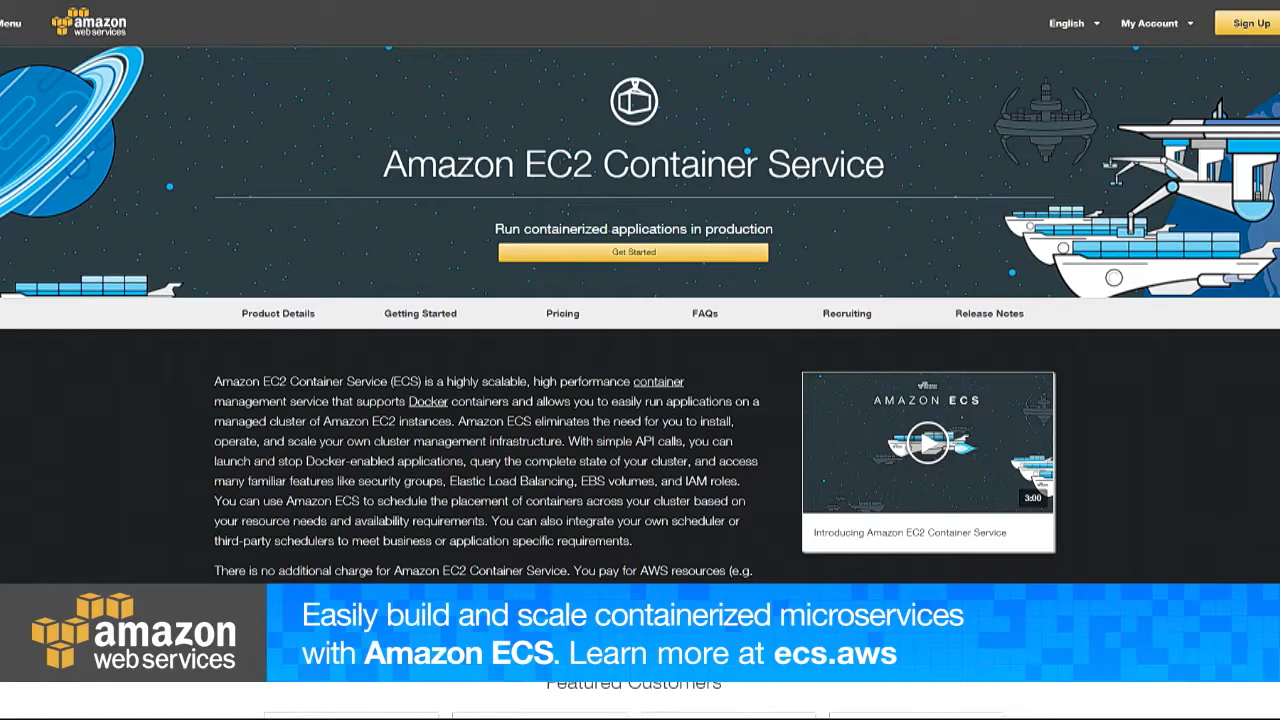 Menu
amazon
web services
English
My Account
Sign Up
Amazon EC2 Container Service
Run containerized applications in production
Get Started
Product Details
Getting Started
Pricing
FAQs
Recruiting
Release Notes
Amazon EC2 Container Service (ECS) is a highly scalable, high performance container
management service that supports Docker containers and allows you to easily run applications on a
managed cluster of Amazon EC2 instances. Amazon ECS eliminates the need for you to install,
operate, and scale your own cluster management infrastructure. With simple API calls, you can
launch and stop Docker-enabled applications, query the complete state of your cluster, and access
many familiar features like security groups, Elastic Load Balancing, EBS volumes, and IAM roles.
You can use Amazon ECS to schedule the placement of containers across your cluster based on
your resource needs and availability requirements. You can also integrate your own scheduler or
third-party schedulers to meet business or application specific requirements.
There is no additional charge for Amazon EC2 Container Service. You pay for AWS resources (e.g.
AMAZON ECS
3:00
Introducing Amazon EC2 Container Service
amazon
web services
Easily build and scale containerized microservices
with Amazon ECS. Learn more at ecs.aws
Featured Customers